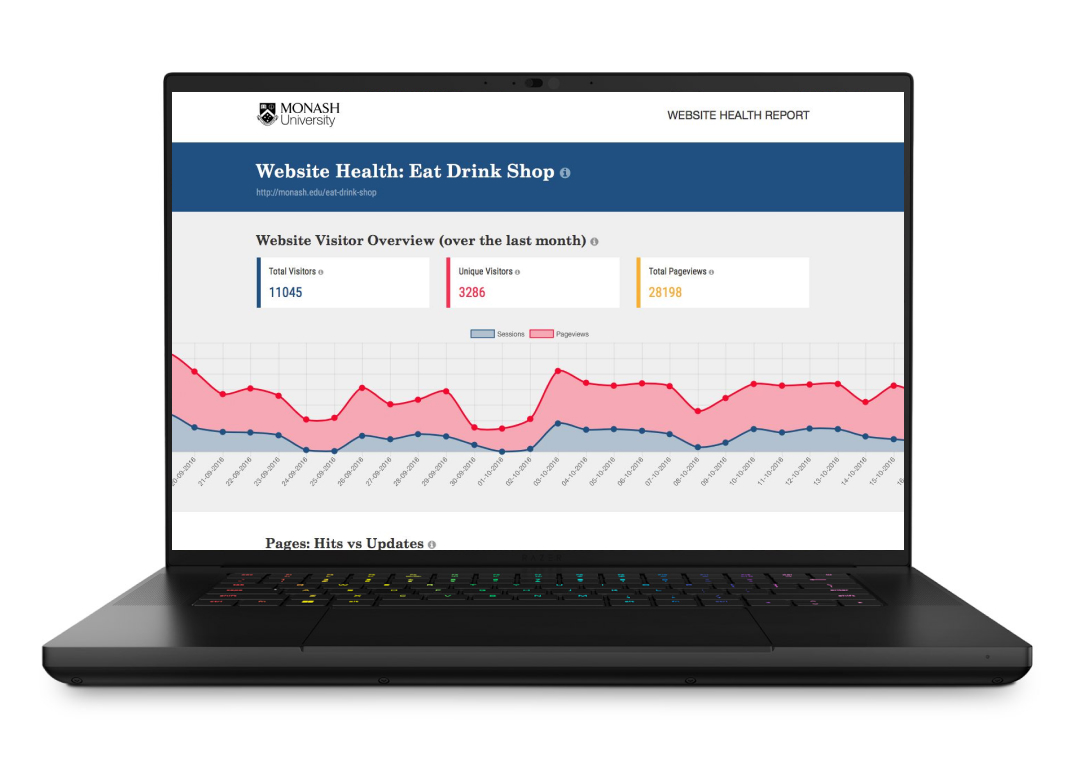 MONASH
University
WEBSITE HEALTH REPORT
Website Health: Eat Drink Shop
http://monash.edu/eat-drink-shop
Website Visitor Overview (over the last month)
Total Visitors
11045
Unique Visitors
3286
Total Pageviews
28198
Sessions
Pageviews
20-09-2016
21-09-2016
22-09-2016
23-09-2016
24-09-2016
25-09-2016
26-09-2016
27-09-2016
28-09-2016
29-09-2016
30-09-2016
01-10-2016
02-10-2016
03-10-2016
04-10-2016
05-10-2016
06-10-2016
07-10-2016
08-10-2016
09-10-2016
10-10-2016
11-10-2016
12-10-2016
13-10-2016
14-10-2016
15-10-2016
16
Pages: Hits vs Updates